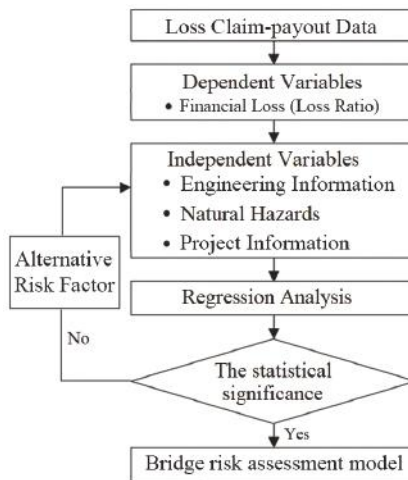 Loss Claim-payout Data
Dependent Variables
• Financial Loss (Loss Ratio)
Independent Variables
• Engineering Information
• Natural Hazards
• Project Information
Alternative
Risk Factor
Regression Analysis
No
The statistical
significance
Yes
Bridge risk assessment model